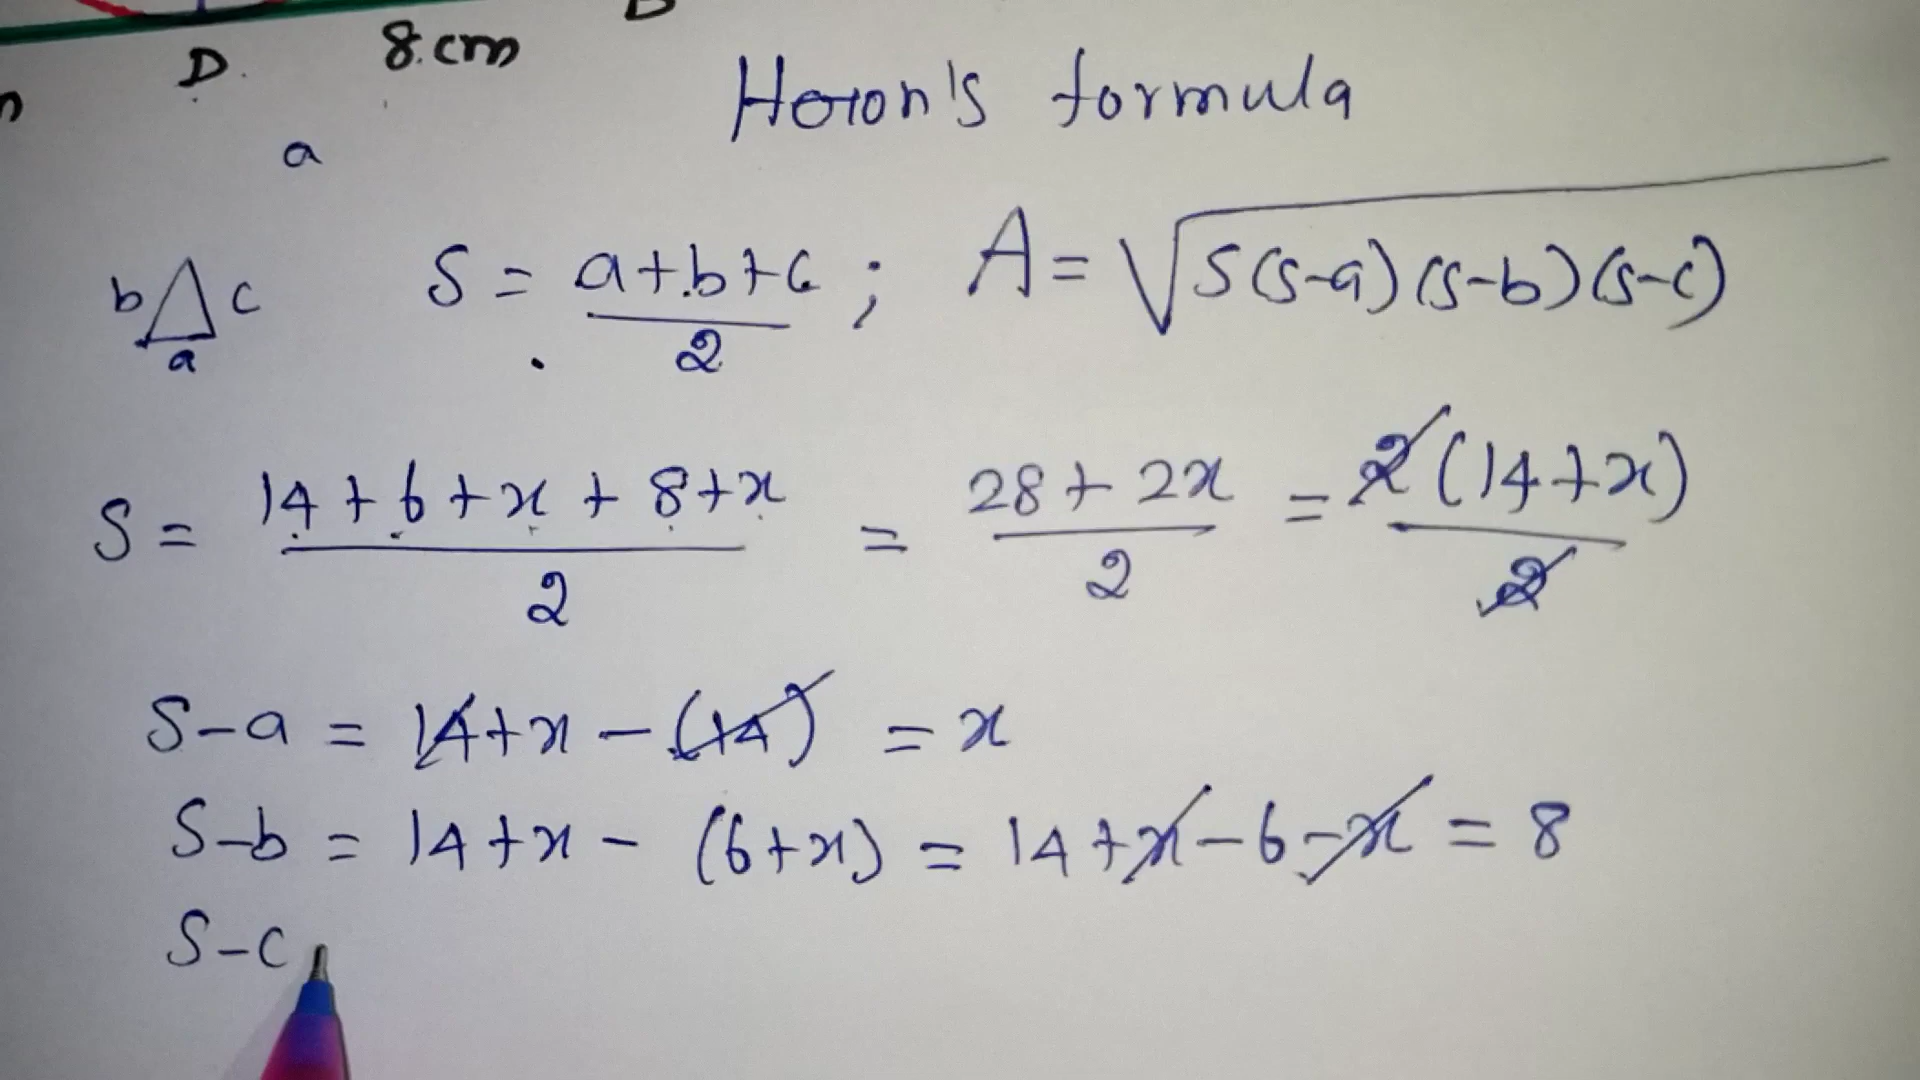 D 8 cm
a
Heron's formula
b c a
S = a+b+c / 2 ; A = √S(S-a)(S-b)(S-c)
S = 14 + 6 + x + 8 + x / 2 = 28 + 2x / 2 = 2(14+x) / 2
S-a = 14+x - (14) = x
S-b = 14+x - (6+x) = 14+x-6-x = 8
S-c